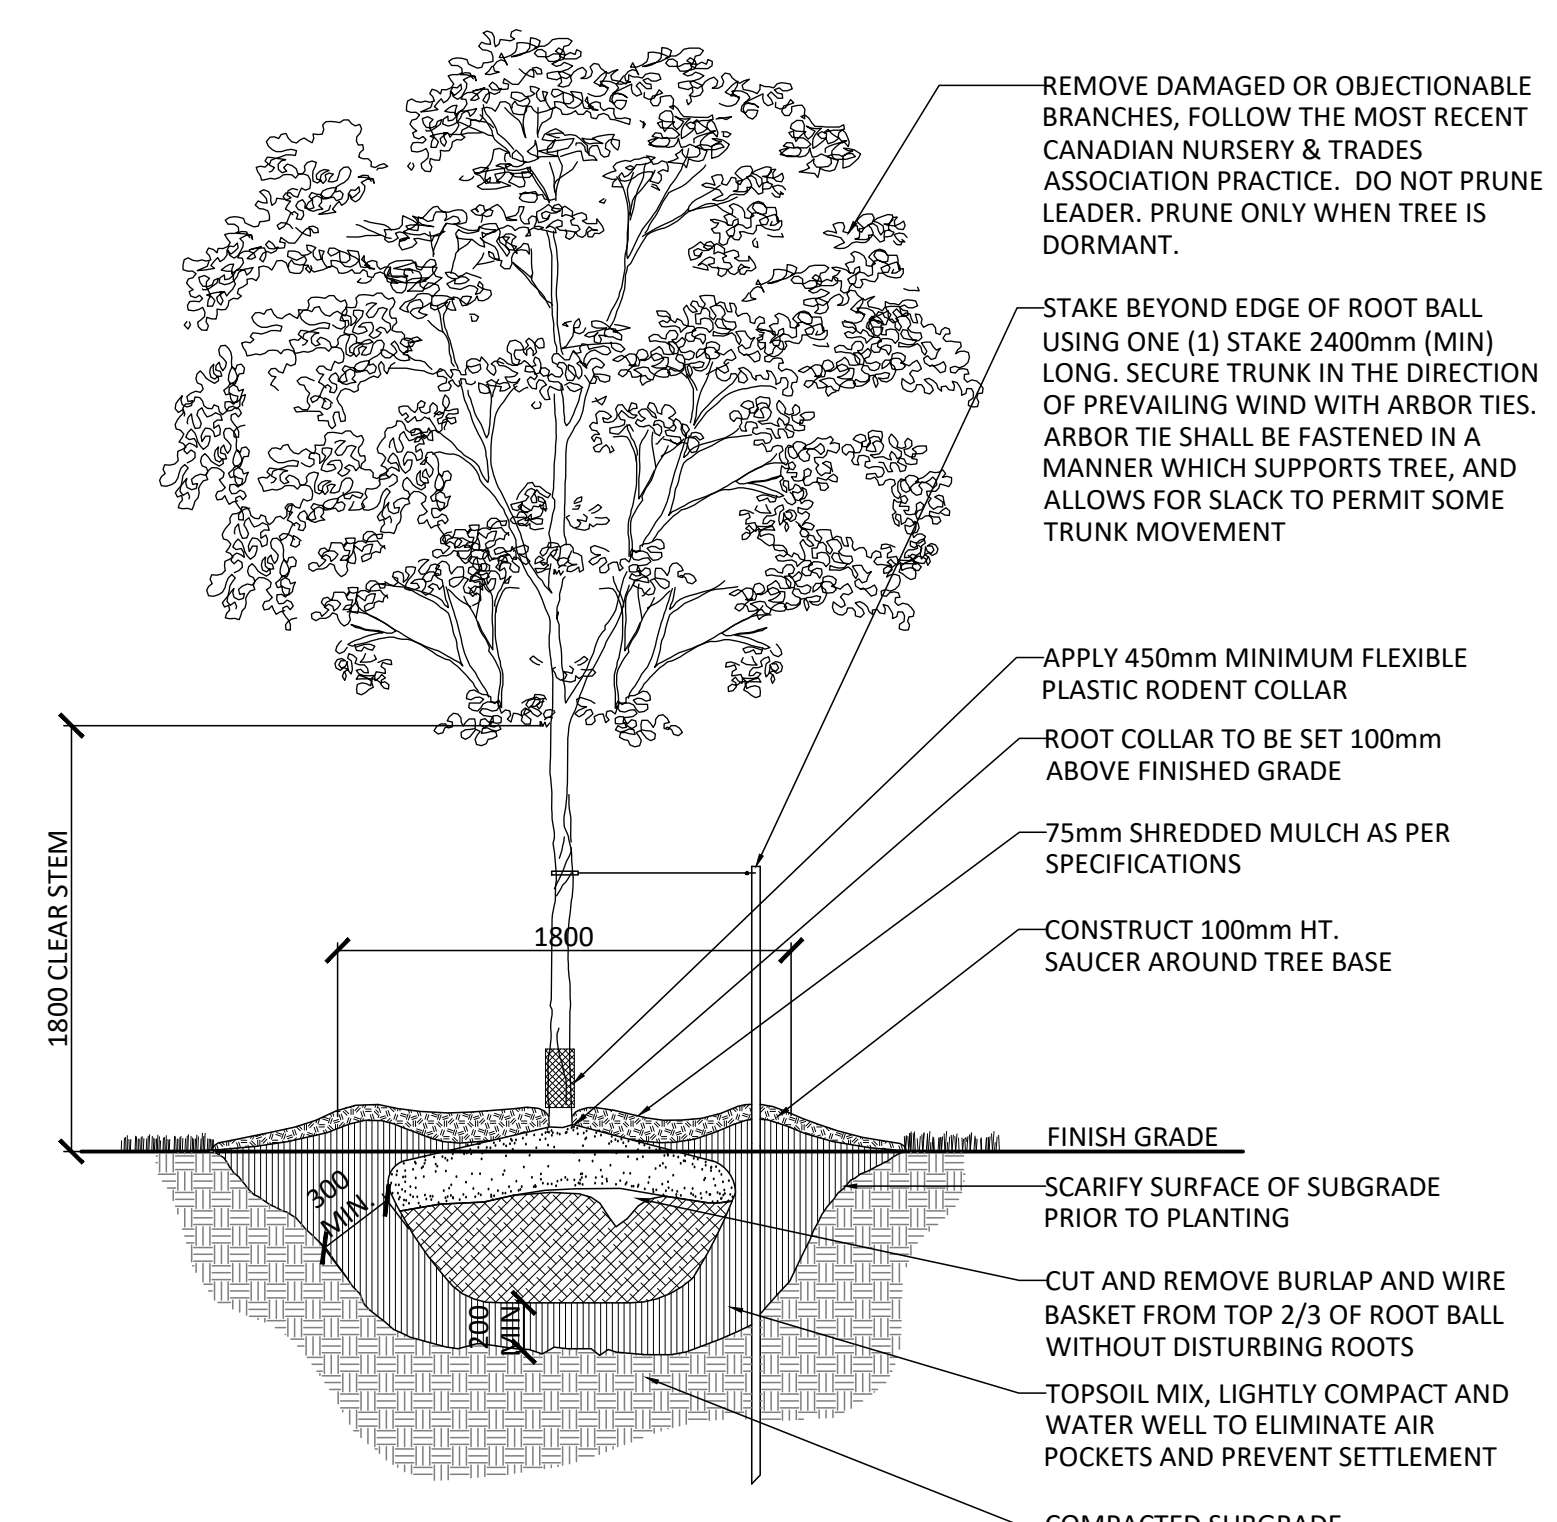 REMOVE DAMAGED OR OBJECTIONABLE
BRANCHES, FOLLOW THE MOST RECENT
CANADIAN NURSERY & TRADES
ASSOCIATION PRACTICE.  DO NOT PRUNE
LEADER. PRUNE ONLY WHEN TREE IS
DORMANT.
STAKE BEYOND EDGE OF ROOT BALL
USING ONE (1) STAKE 2400mm (MIN)
LONG. SECURE TRUNK IN THE DIRECTION
OF PREVAILING WIND WITH ARBOR TIES.
ARBOR TIE SHALL BE FASTENED IN A
MANNER WHICH SUPPORTS TREE, AND
ALLOWS FOR SLACK TO PERMIT SOME
TRUNK MOVEMENT
APPLY 450mm MINIMUM FLEXIBLE
PLASTIC RODENT COLLAR
ROOT COLLAR TO BE SET 100mm
ABOVE FINISHED GRADE
75mm SHREDDED MULCH AS PER
SPECIFICATIONS
CONSTRUCT 100mm HT.
SAUCER AROUND TREE BASE
1800 CLEAR STEM
1800
FINISH GRADE
300
MIN.
200
MIN
SCARIFY SURFACE OF SUBGRADE
PRIOR TO PLANTING
CUT AND REMOVE BURLAP AND WIRE
BASKET FROM TOP 2/3 OF ROOT BALL
WITHOUT DISTURBING ROOTS
TOPSOIL MIX, LIGHTLY COMPACT AND
WATER WELL TO ELIMINATE AIR
POCKETS AND PREVENT SETTLEMENT
COMPACTED SUBGRADE